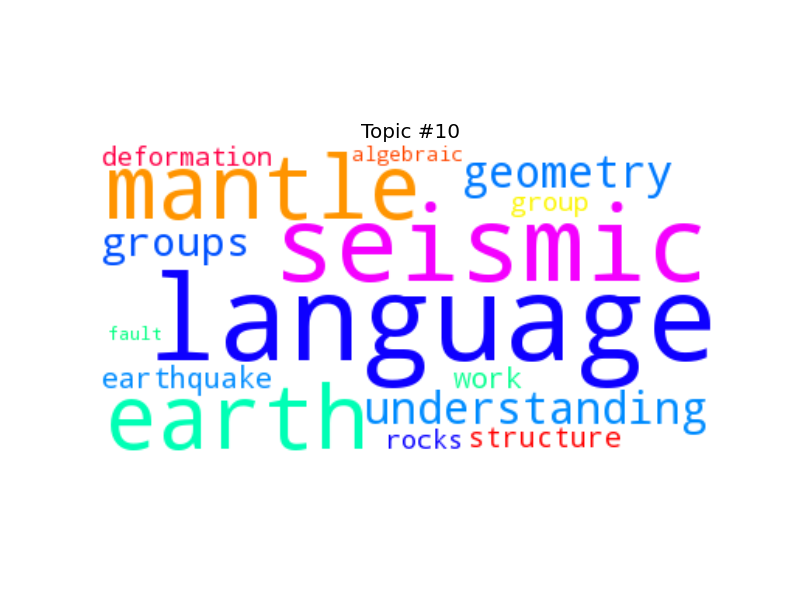 Topic #10
deformation algebraic
mantle geometry
group
groups seismic
language
fault
earthquake work
earth understanding
rocks structure